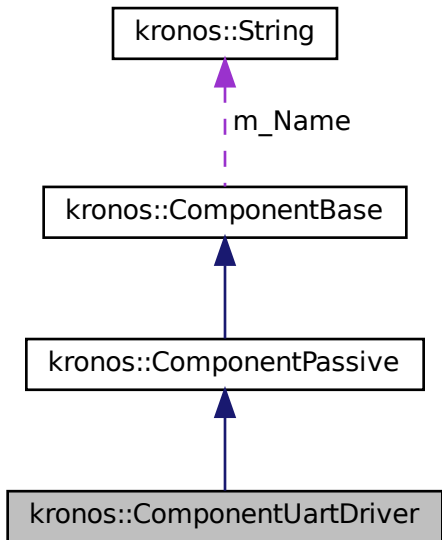 kronos::String
m_Name
kronos::ComponentBase
kronos::ComponentPassive
kronos::ComponentUartDriver